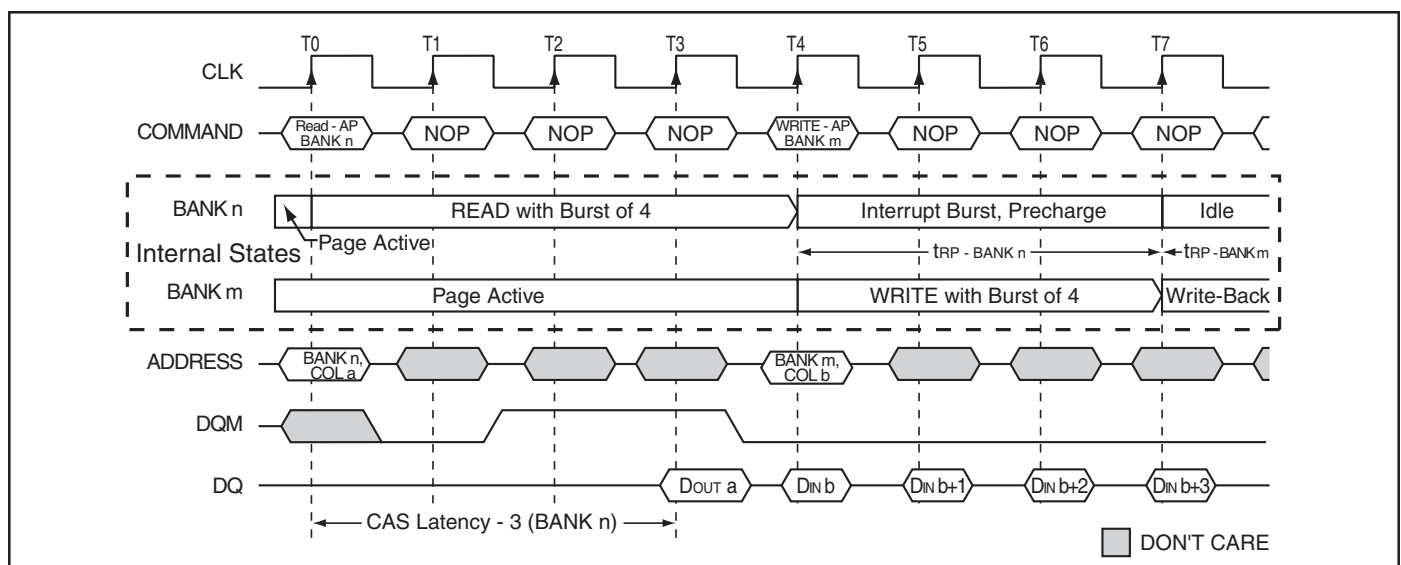 T0 T1 T2 T3 T4 T5 T6 T7
CLK
COMMAND Read - AP BANK n NOP NOP NOP WRITE - AP BANK m NOP NOP NOP
BANK n READ with Burst of 4 Interrupt Burst, Precharge Idle
Page Active tRP - BANK n tRP - BANK m
Internal States
BANK m Page Active WRITE with Burst of 4 Write-Back
ADDRESS BANK n, COL a BANK m, COL b
DQM
DQ DOUT a DIN b DIN b+1 DIN b+2 DIN b+3
CAS Latency - 3 (BANK n)
DON'T CARE